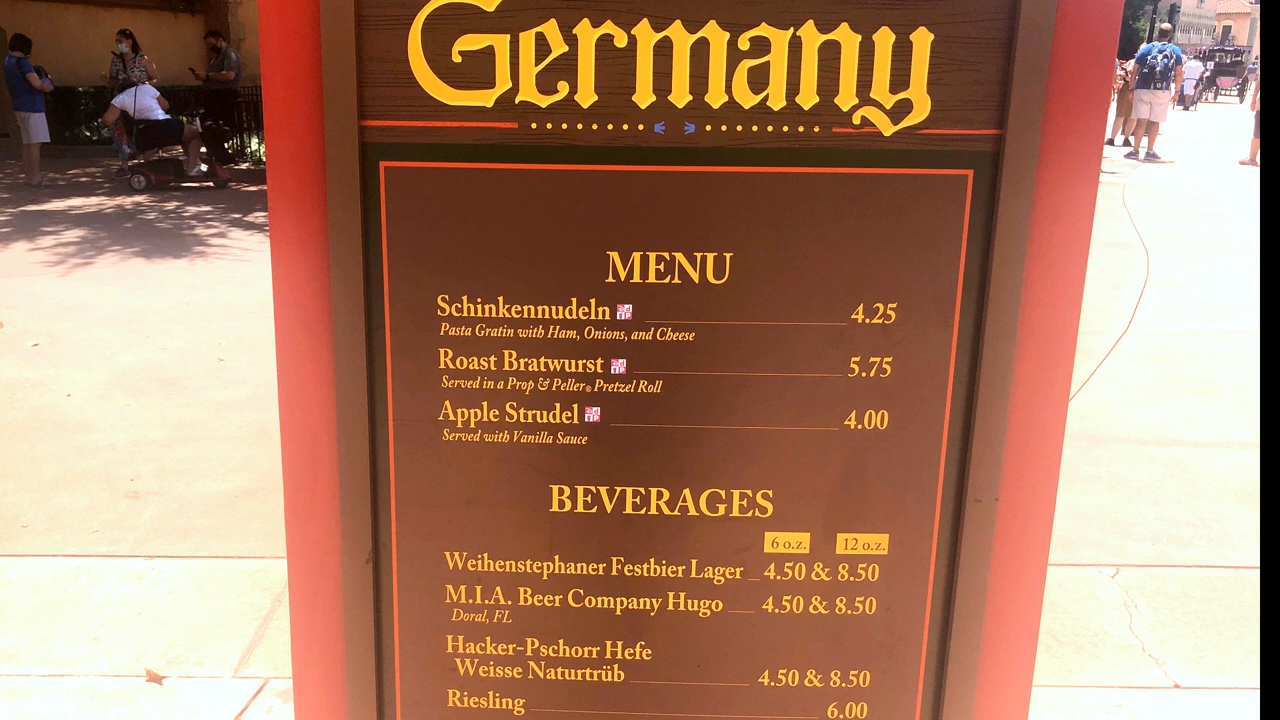 Germany
MENU
Schinkennudeln 4.25
Pasta Gratin with Ham, Onions, and Cheese
Roast Bratwurst 5.75
Served in a Prop & Peller® Pretzel Roll
Apple Strudel 4.00
Served with Vanilla Sauce
BEVERAGES
6 o.z. 12 o.z.
Weihenstephaner Festbier Lager 4.50 & 8.50
M.I.A. Beer Company Hugo 4.50 & 8.50
Doral, FL
Hacker-Pschorr Hefe
Weisse Naturtrüb 4.50 & 8.50
Riesling 6.00